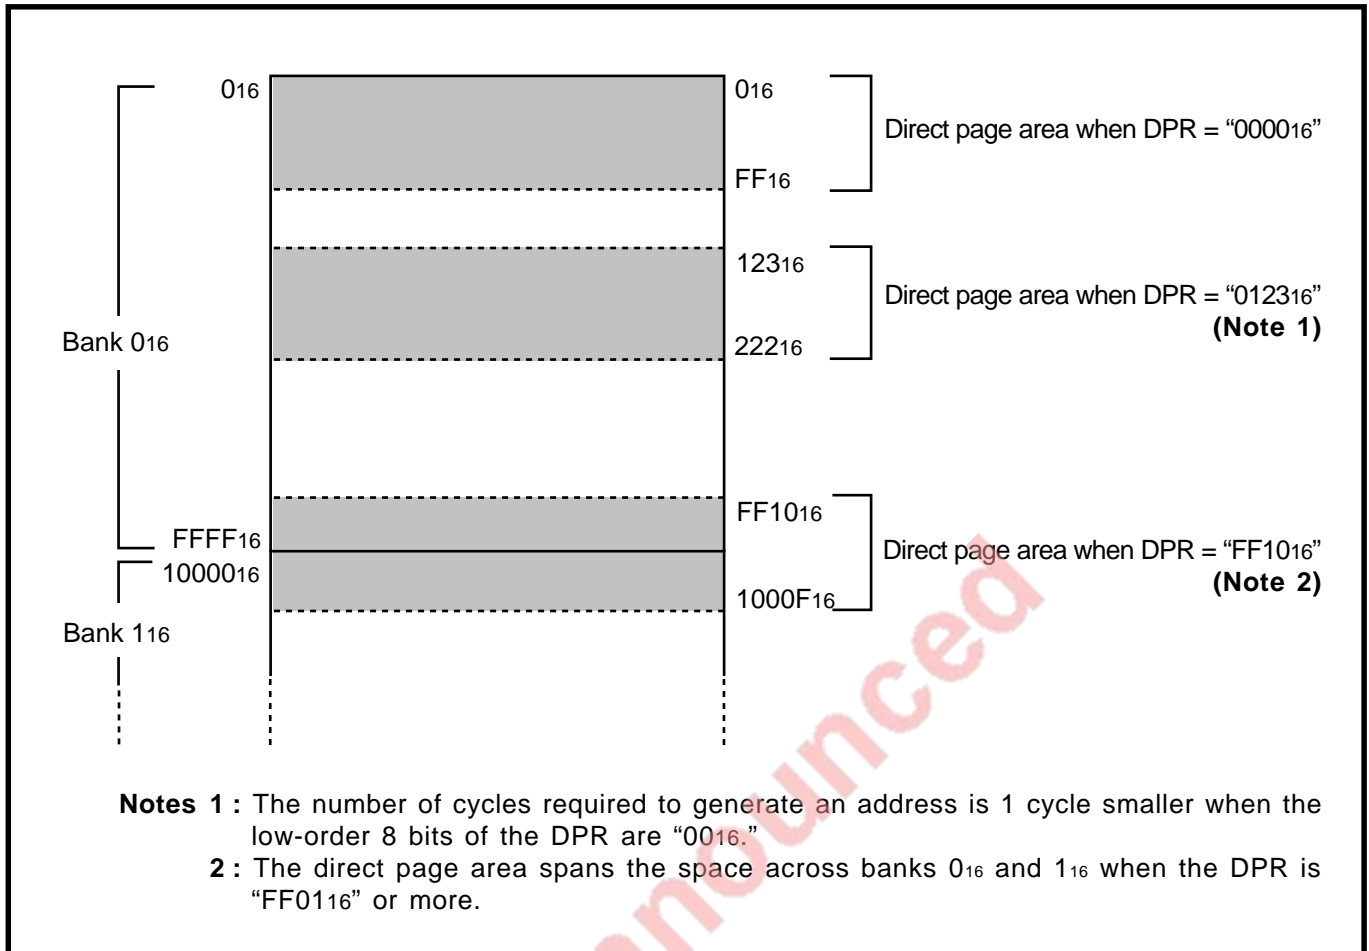 016
016
Direct page area when DPR = “000016”
FF16
12316
Direct page area when DPR = “012316”
(Note 1)
Bank 016
22216
FF1016
FFFF16
Direct page area when DPR = “FF1016”
1000016
(Note 2)
1000F16
Bank 116
Notes 1 : The number of cycles required to generate an address is 1 cycle smaller when the
low-order 8 bits of the DPR are “0016.”
2 : The direct page area spans the space across banks 016 and 116 when the DPR is
“FF0116” or more.
nounced